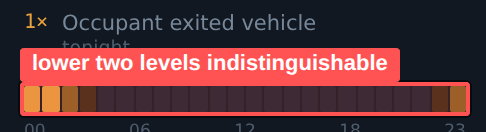 1× Occupant exited vehicle
tonight
lower two levels indistinguishable
00 06 12 18 23